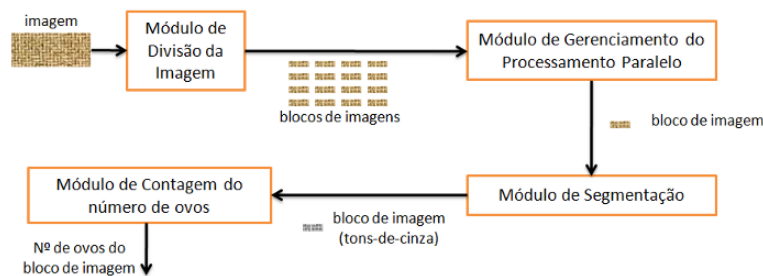 imagem
Módulo de
Divisão da
Imagem
blocos de imagens
Módulo de Gerenciamento do
Processamento Paralelo
bloco de imagem
Módulo de Segmentação
bloco de imagem
(tons-de-cinza)
Módulo de Contagem do
número de ovos
Nº de ovos do
bloco de imagem